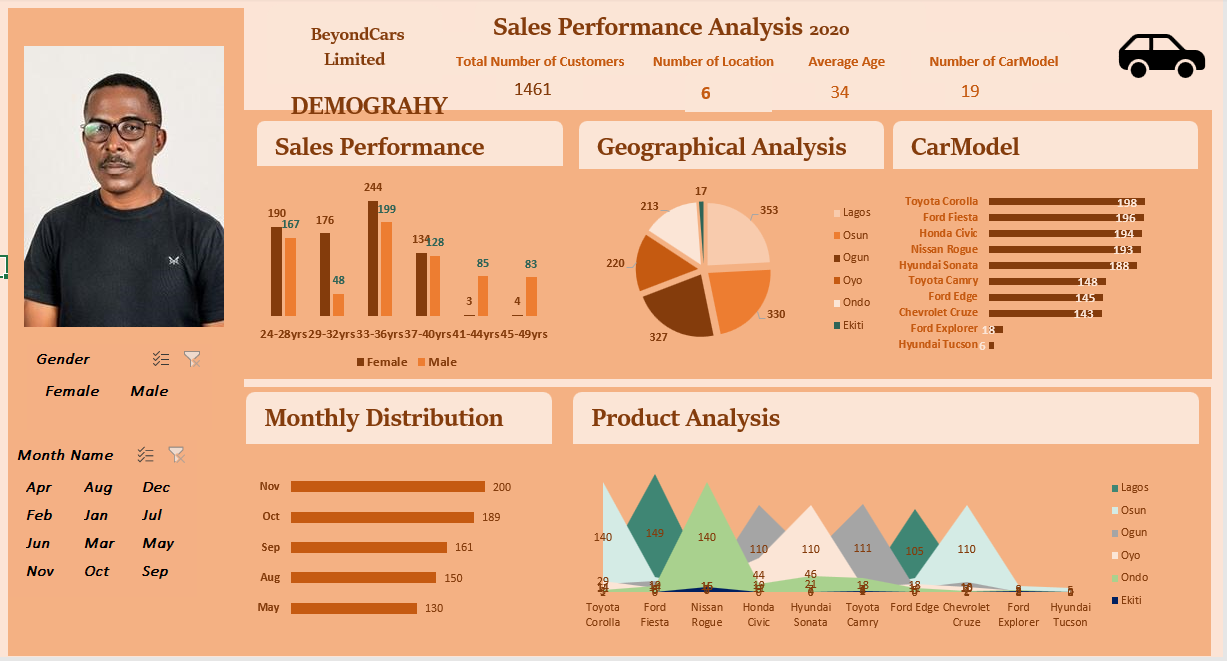 BeyondCars
Limited
Sales Performance Analysis 2020
Total Number of Customers
Number of Location
Average Age
Number of CarModel
1461
6
34
19
DEMOGRAHY
Gender
Female Male
Month Name
Apr Aug Dec
Feb Jan Jul
Jun Mar May
Nov Oct Sep
Sales Performance
190 167 176 48 244 199 134 128 3 85 4 83
24-28yrs 29-32yrs 33-36yrs 37-40yrs 41-44yrs 45-49yrs
Female Male
Geographical Analysis
17
353
330
327
220
213
Lagos
Osun
Ogun
Oyo
Ondo
Ekiti
CarModel
Toyota Corolla 198
Ford Fiesta 196
Honda Civic 194
Nissan Rogue 193
Hyundai Sonata 188
Toyota Camry 148
Ford Edge 145
Chevrolet Cruze 143
Ford Explorer 18
Hyundai Tucson 6
Monthly Distribution
Nov 200
Oct 189
Sep 161
Aug 150
May 130
Product Analysis
140 149 140 110 110 111 105 110
29 44 46
21 18 18
Toyota Corolla
Ford Fiesta
Nissan Rogue
Honda Civic
Hyundai Sonata
Toyota Camry
Ford Edge
Chevrolet Cruze
Ford Explorer
Hyundai Tucson
Lagos
Osun
Ogun
Oyo
Ondo
Ekiti